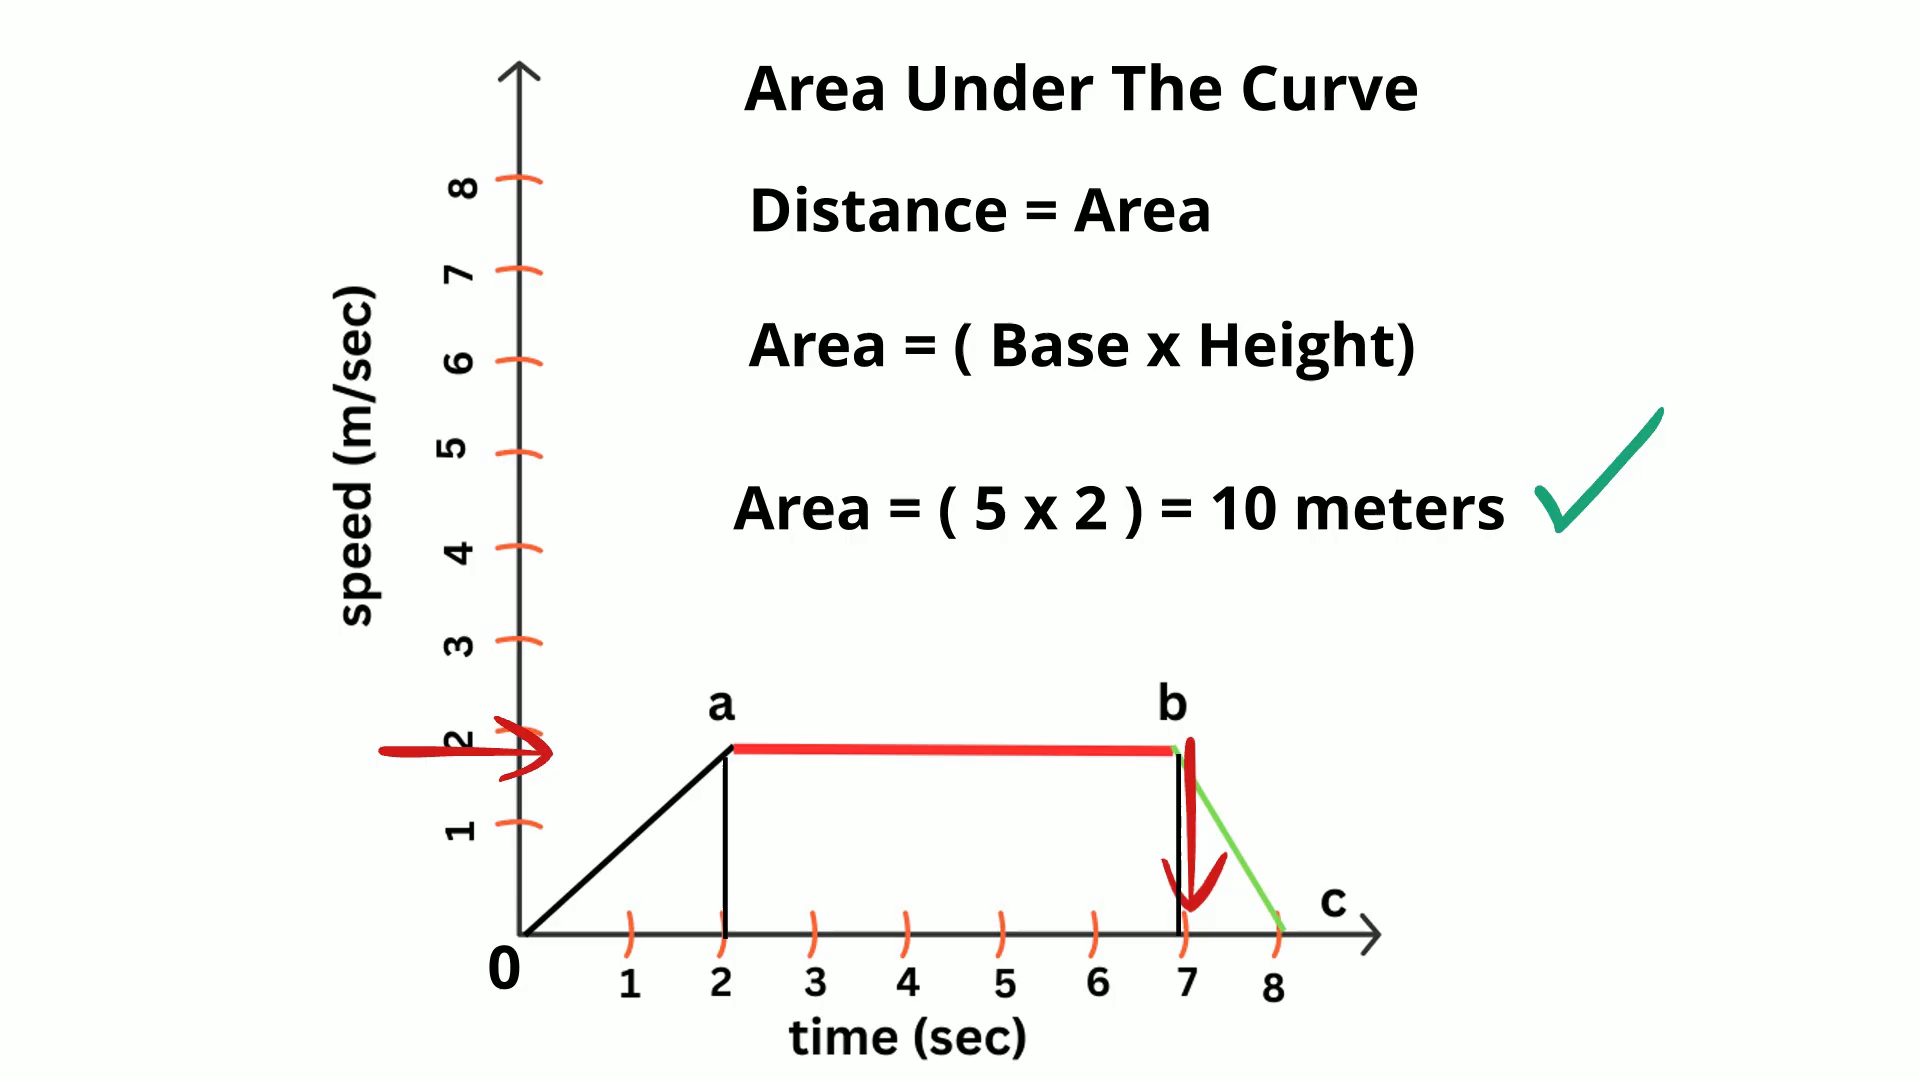 Area Under The Curve
Distance = Area
Area = ( Base x Height)
Area = ( 5 x 2 ) = 10 meters
speed (m/sec)
8
7
6
5
4
3
2
1
a
b
c
0
1 2 3 4 5 6 7 8
time (sec)